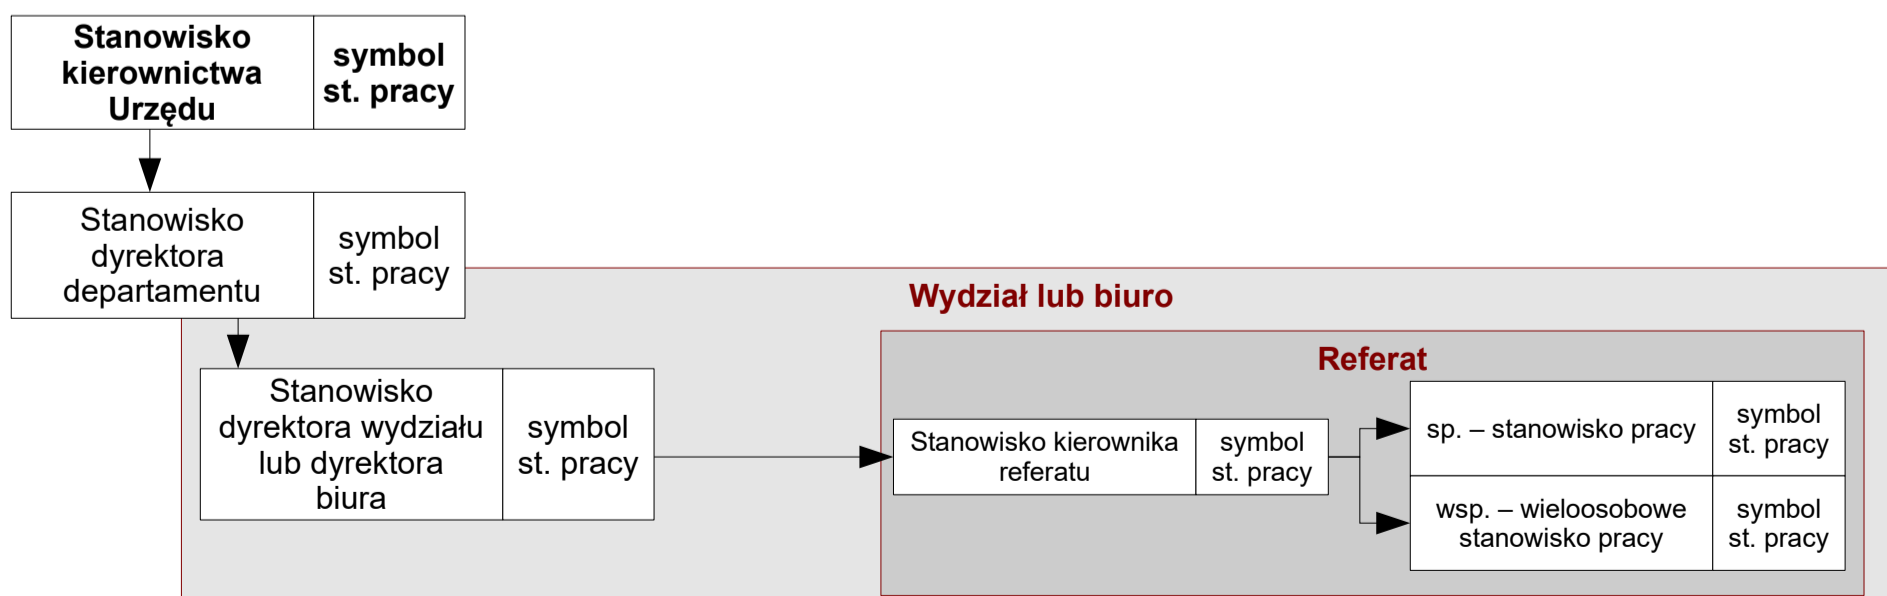 Stanowisko
kierownictwa
Urzędu
symbol
st. pracy
Stanowisko
dyrektora
departamentu
symbol
st. pracy
Wydział lub biuro
Referat
Stanowisko
dyrektora wydziału
lub dyrektora
biura
symbol
st. pracy
Stanowisko kierownika
referatu
symbol
st. pracy
sp. – stanowisko pracy
symbol
st. pracy
wsp. – wieloosobowe
stanowisko pracy
symbol
st. pracy